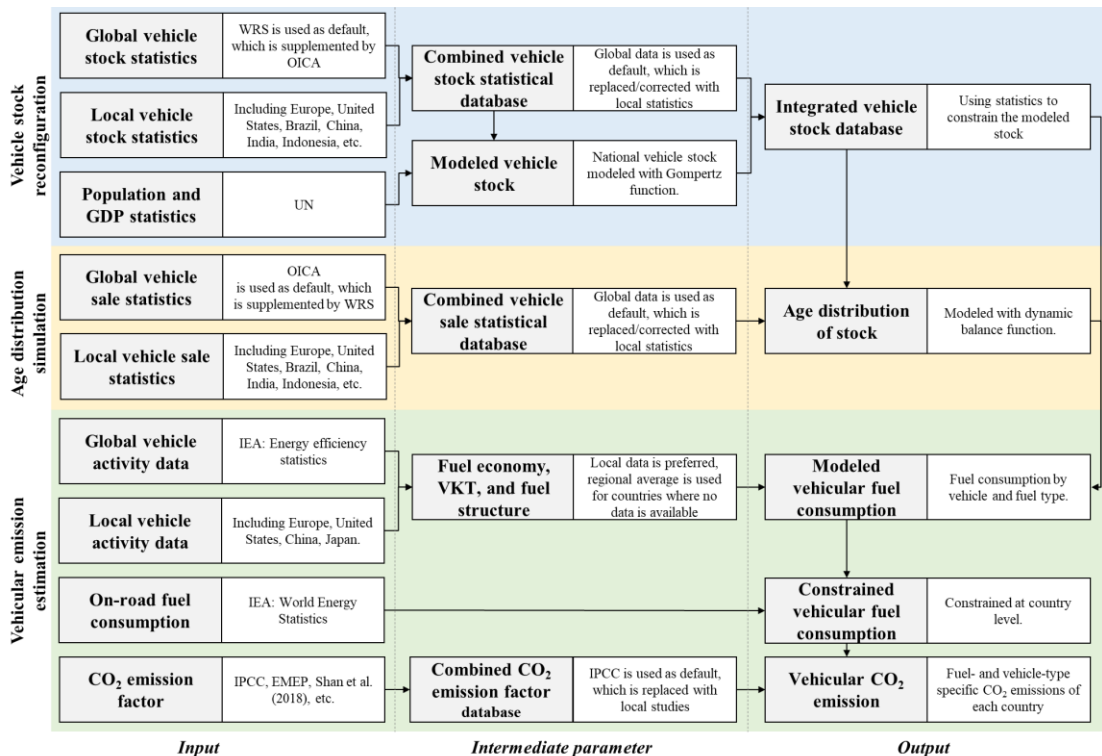 Vehicle stock
reconfiguration
Global vehicle
stock statistics
WRS is used as default,
which is supplemented by
OICA
Local vehicle
stock statistics
Including Europe, United
States, Brazil, China,
India, Indonesia, etc.
Population and
GDP statistics
UN
Combined vehicle
stock statistical
database
Global data is used as
default, which is
replaced/corrected with
local statistics
Modeled vehicle
stock
National vehicle stock
modeled with Gompertz
function.
Integrated vehicle
stock database
Using statistics to
constrain the modeled
stock
Age distribution
simulation
Global vehicle
sale statistics
OICA
is used as default, which
is supplemented by WRS
Local vehicle sale
statistics
Including Europe, United
States, Brazil, China,
India, Indonesia, etc.
Combined vehicle
sale statistical
database
Global data is used as
default, which is
replaced/corrected with
local statistics
Age distribution
of stock
Modeled with dynamic
balance function.
Vehicular emission
estimation
Global vehicle
activity data
IEA: Energy efficiency
statistics
Local vehicle
activity data
Including Europe, United
States, China, Japan.
On-road fuel
consumption
IEA: World Energy
Statistics
CO₂ emission
factor
IPCC, EMEP, Shan et al.
(2018), etc.
Fuel economy,
VKT, and fuel
structure
Local data is preferred,
regional average is used
for countries where no
data is available
Combined CO₂
emission factor
database
IPCC is used as default,
which is replaced with
local studies
Modeled
vehicular fuel
consumption
Fuel consumption by
vehicle and fuel type.
Constrained
vehicular fuel
consumption
Constrained at country
level.
Vehicular CO₂
emission
Fuel- and vehicle-type
specific CO₂ emissions of
each country
Input
Intermediate parameter
Output